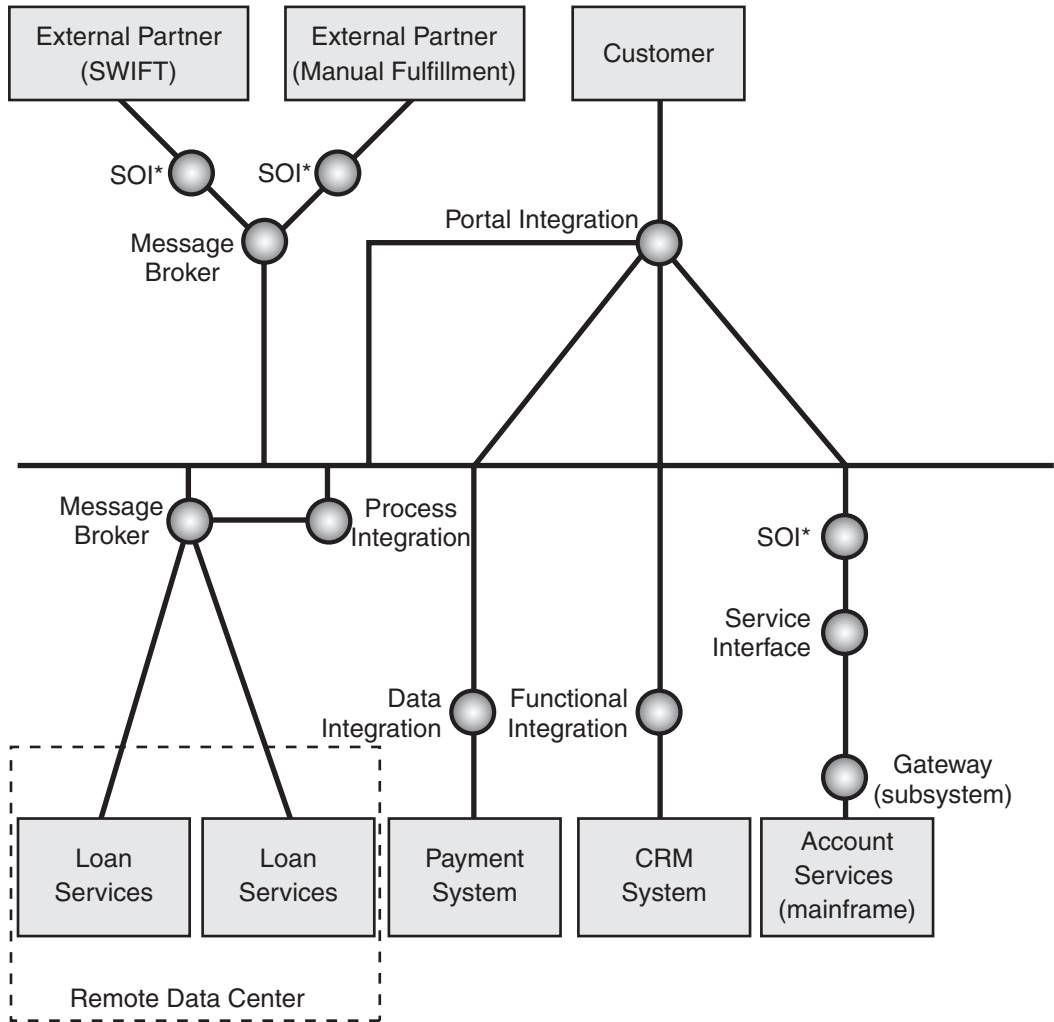 External Partner
(SWIFT)
External Partner
(Manual Fulfillment)
Customer
SOI*
SOI*
Message
Broker
Portal Integration
Message
Broker
Process
Integration
SOI*
Service
Interface
Data
Integration
Functional
Integration
Gateway
(subsystem)
Loan
Services
Loan
Services
Payment
System
CRM
System
Account
Services
(mainframe)
Remote Data Center